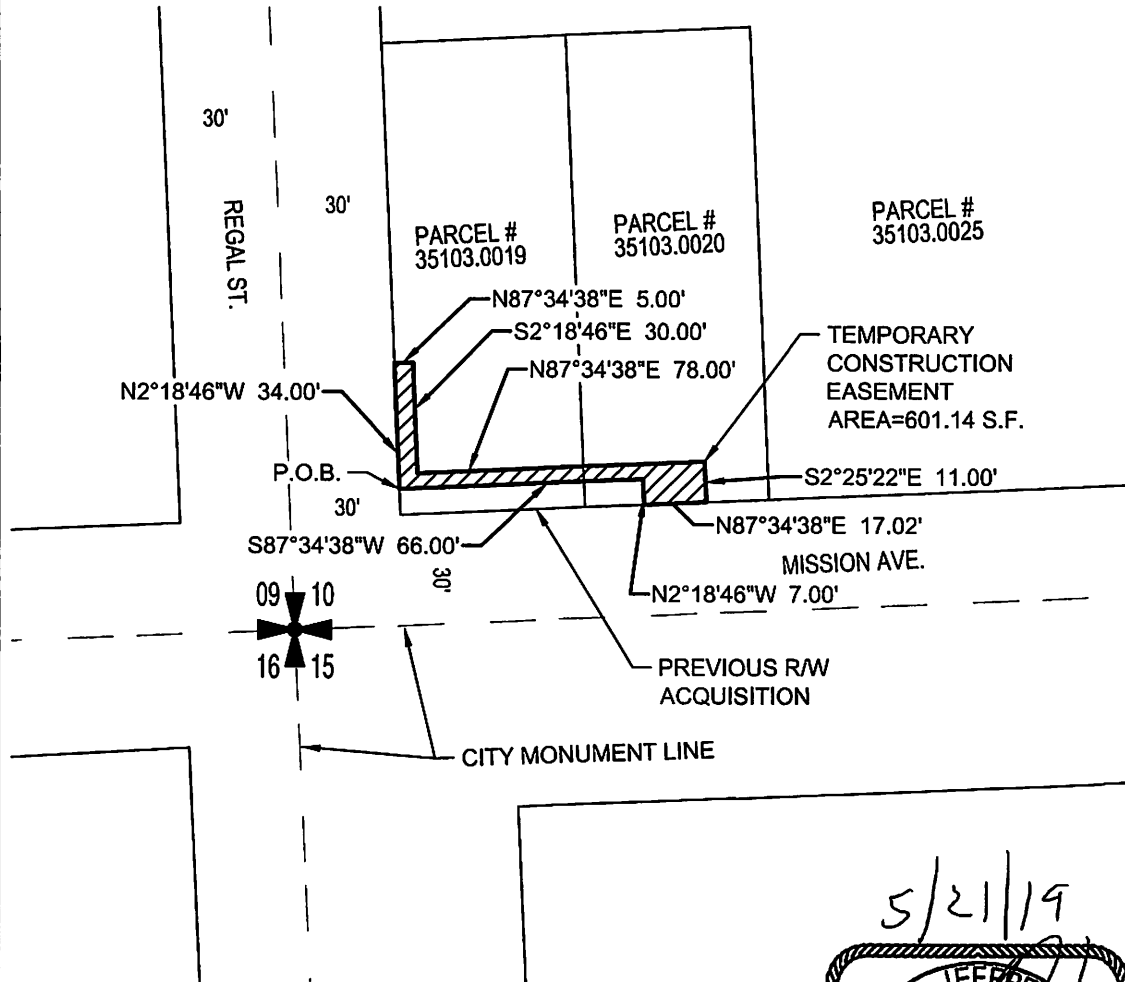 30'
REGAL ST.
30'
PARCEL #
35103.0019
PARCEL #
35103.0020
PARCEL #
35103.0025
N87°34'38"E 5.00'
S2°18'46"E 30.00'
N87°34'38"E 78.00'
N2°18'46"W 34.00'
TEMPORARY
CONSTRUCTION
EASEMENT
AREA=601.14 S.F.
P.O.B.
30'
S2°25'22"E 11.00'
N87°34'38"E 17.02'
S87°34'38"W 66.00'
MISSION AVE.
30'
N2°18'46"W 7.00'
09 10
16 15
PREVIOUS R/W
ACQUISITION
CITY MONUMENT LINE
5/21/19